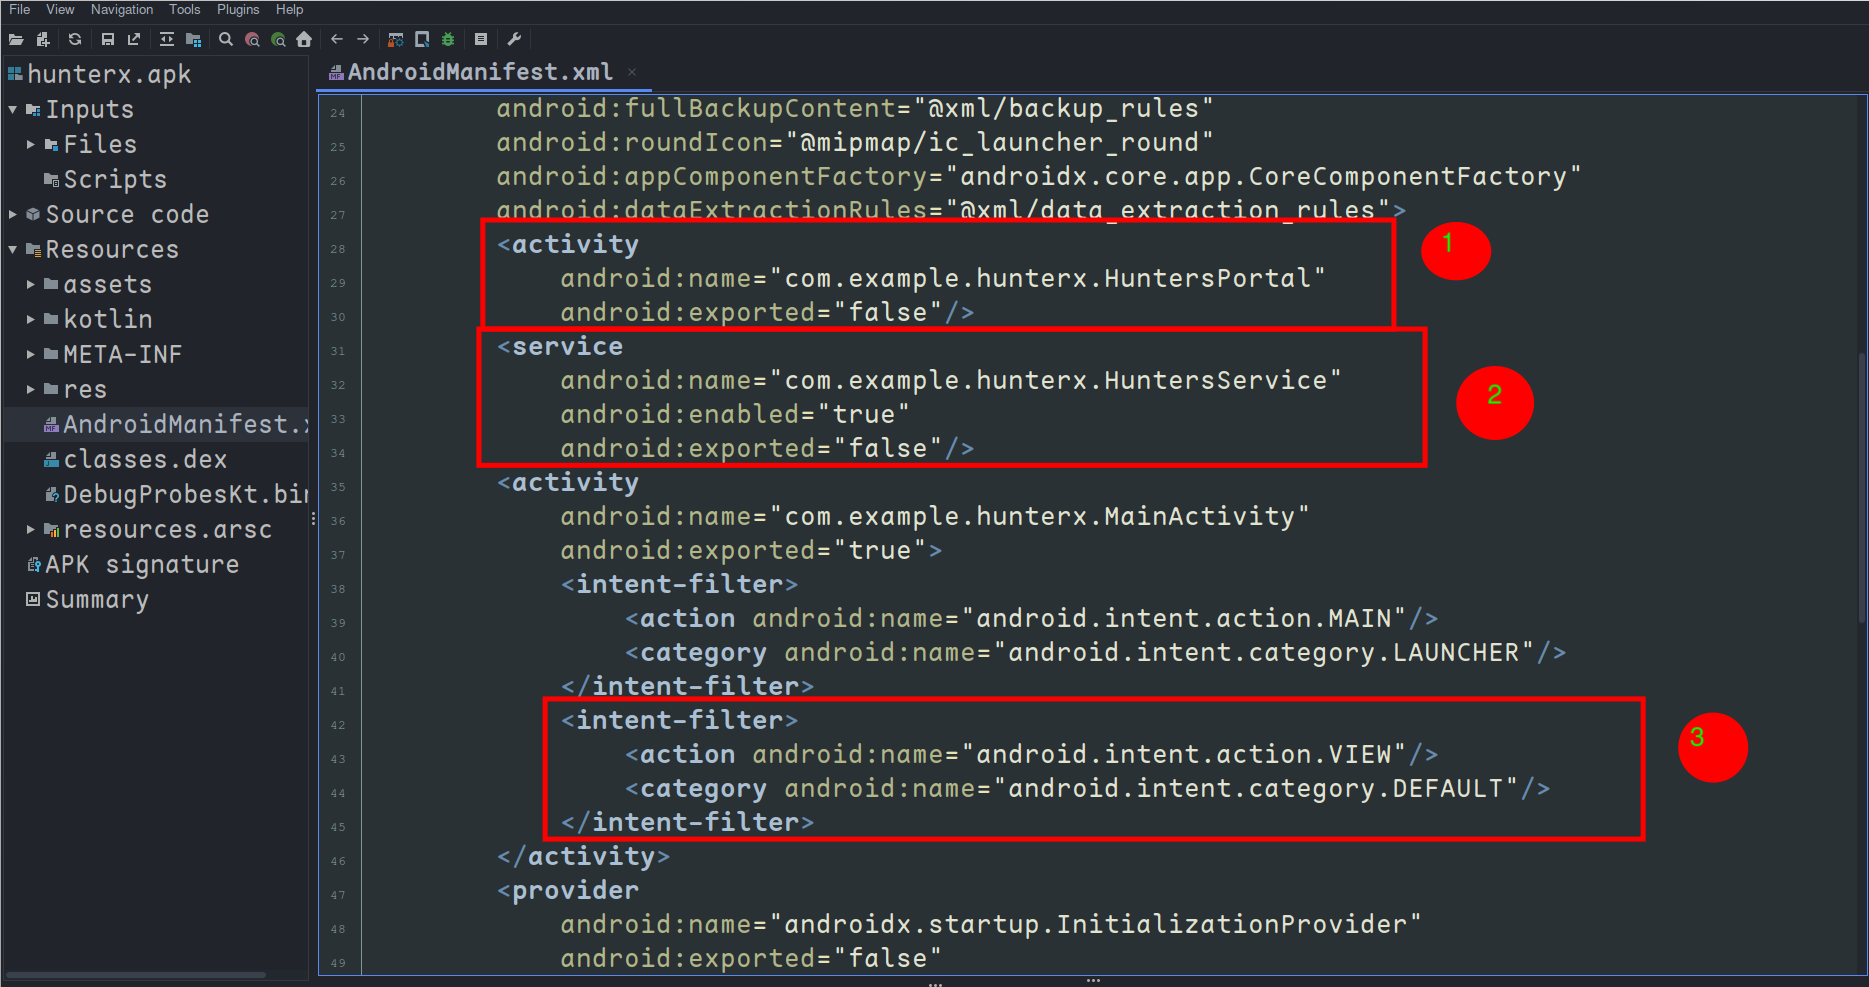 File View Navigation Tools Plugins Help
hunterx.apk
Inputs
Files
Scripts
Source code
Resources
assets
kotlin
META-INF
res
AndroidManifest.x
classes.dex
DebugProbesKt.bin
resources.arsc
APK signature
Summary
AndroidManifest.xml
24 android:fullBackupContent="@xml/backup_rules"
25 android:roundIcon="@mipmap/ic_launcher_round"
26 android:appComponentFactory="androidx.core.app.CoreComponentFactory"
27 android:dataExtractionRules="@xml/data_extraction_rules">
28 <activity
1
29 android:name="com.example.hunterx.HuntersPortal"
30 android:exported="false"/>
31 <service
32 android:name="com.example.hunterx.HuntersService"
2
33 android:enabled="true"
34 android:exported="false"/>
35 <activity
36 android:name="com.example.hunterx.MainActivity"
37 android:exported="true">
38 <intent-filter>
39 <action android:name="android.intent.action.MAIN"/>
40 <category android:name="android.intent.category.LAUNCHER"/>
41 </intent-filter>
42 <intent-filter>
3
43 <action android:name="android.intent.action.VIEW"/>
44 <category android:name="android.intent.category.DEFAULT"/>
45 </intent-filter>
46 </activity>
47 <provider
48 android:name="androidx.startup.InitializationProvider"
49 android:exported="false"